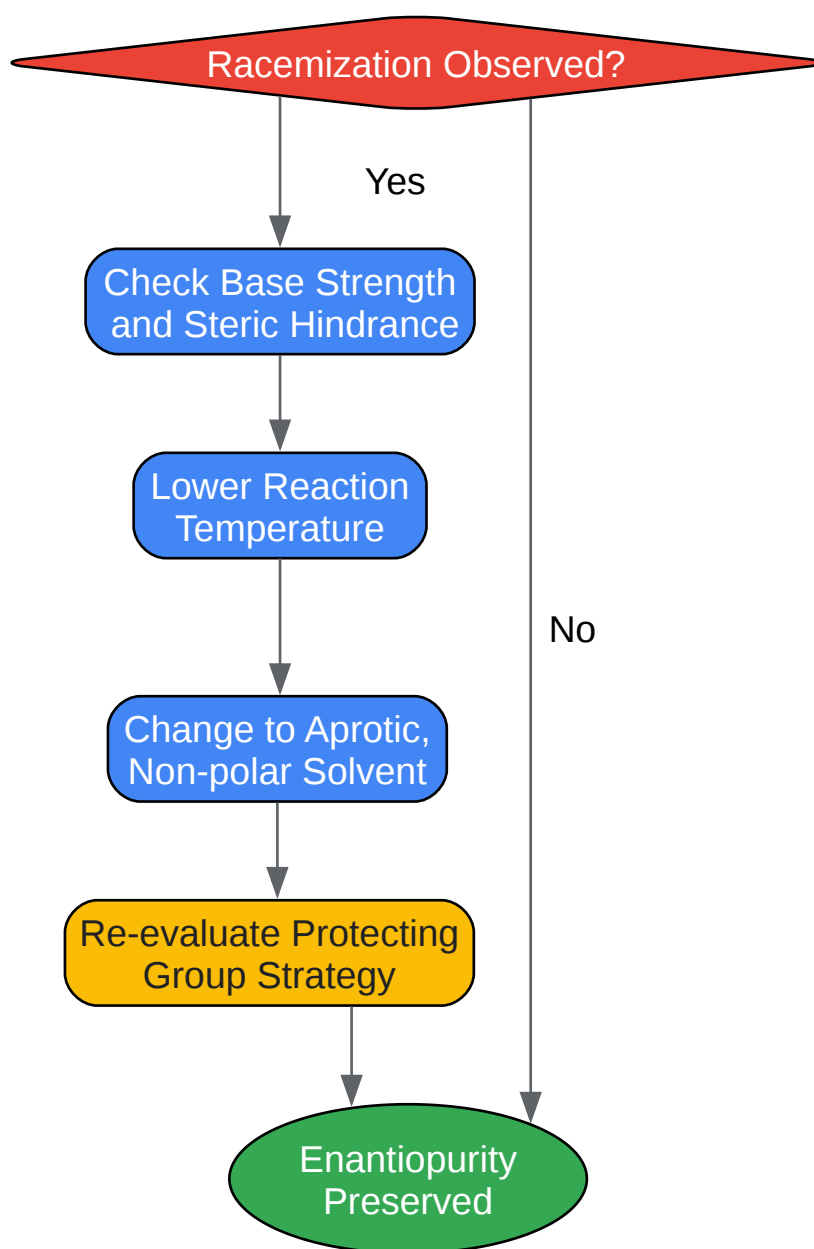 Racemization Observed?
Yes
Check Base Strength
and Steric Hindrance
Lower Reaction
Temperature
No
Change to Aprotic,
Non-polar Solvent
Re-evaluate Protecting
Group Strategy
Enantiopurity
Preserved